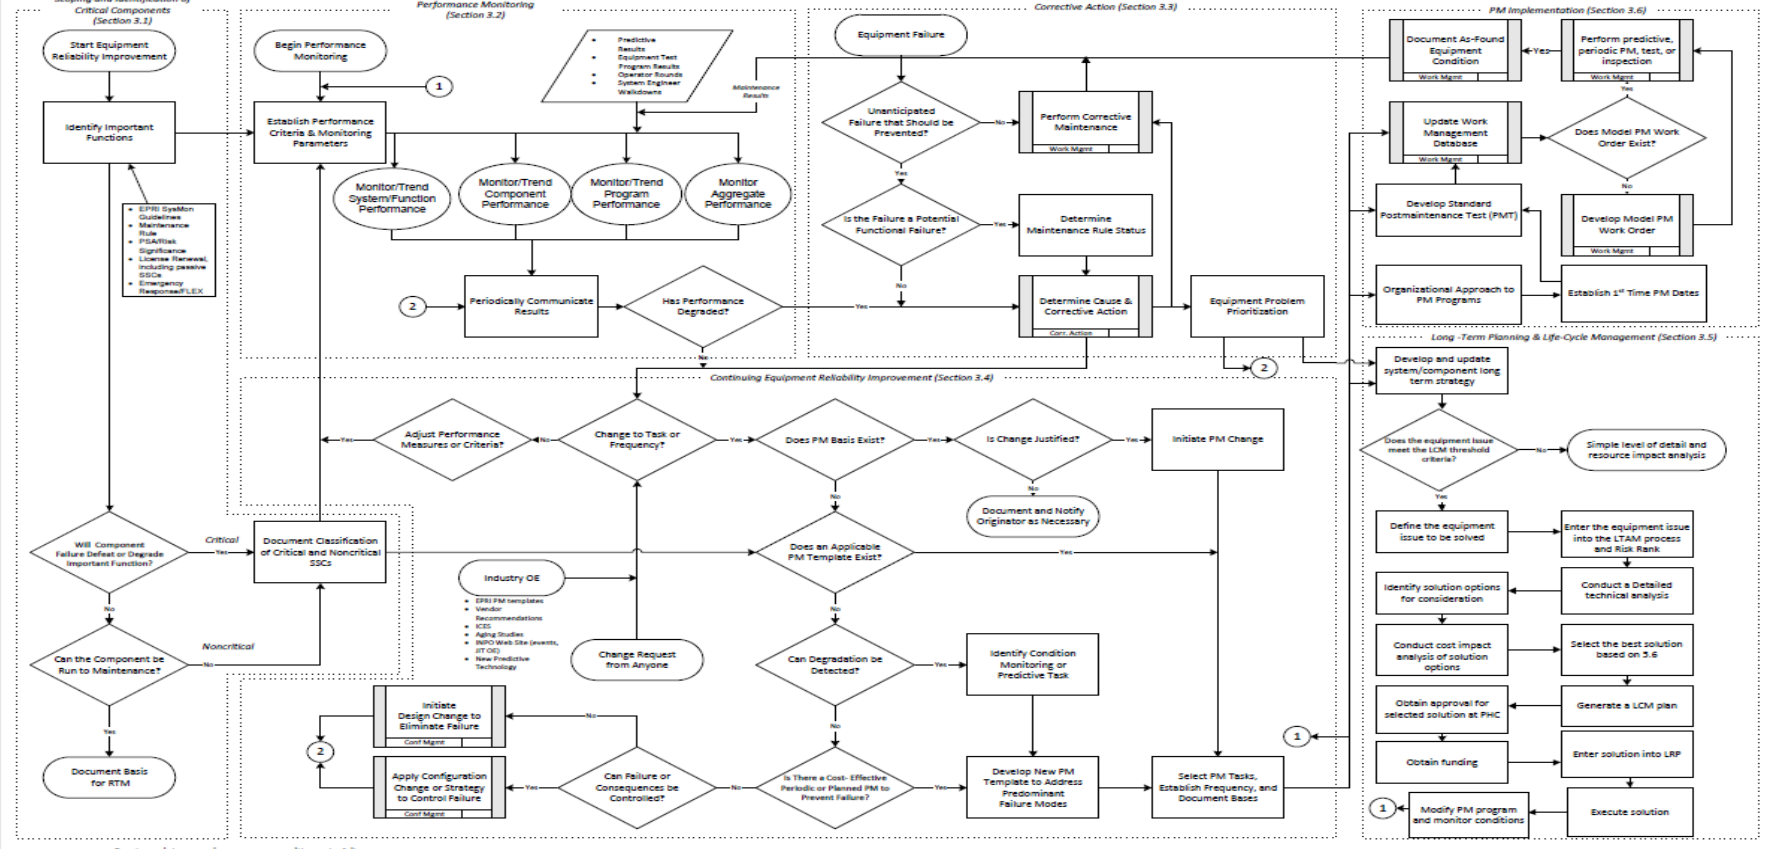 Critical Components
(Section 3.1)
Start Equipment
Reliability Improvement
Identify Important
Functions
EPRI SysMon
Guidelines
Maintenance
Rule
PSA/Risk
Significance
License Renewal,
including passive
SSCs
Emergency
Response/FLEX
Will Component
Failure Defeat or Degrade
Important Function?
Critical
Yes
No
Can the Component be
Run to Maintenance?
Noncritical
No
Yes
Document Basis
for RTM
Document Classification
of Critical and Noncritical
SSCs
Performance Monitoring
(Section 3.2)
Begin Performance
Monitoring
1
Establish Performance
Criteria & Monitoring
Parameters
Predictive
Results
Equipment Test
Program Results
Operator Rounds
System Engineer
Walkdowns
Maintenance
Results
Monitor/Trend
System/Function
Performance
Monitor/Trend
Component
Performance
Monitor/Trend
Program
Performance
Monitor
Aggregate
Performance
2
Periodically Communicate
Results
Has Performance
Degraded?
Yes
No
Corrective Action (Section 3.3)
Equipment Failure
Unanticipated
Failure that Should be
Prevented?
No
Yes
Perform Corrective
Maintenance
Work Mgmt
Is the Failure a Potential
Functional Failure?
Yes
No
Determine
Maintenance Rule Status
Determine Cause &
Corrective Action
Corr. Action
Equipment Problem
Prioritization
2
Continuing Equipment Reliability Improvement (Section 3.4)
Yes
Adjust Performance
Measures or Criteria?
No
Change to Task or
Frequency?
Yes
Does PM Basis Exist?
Yes
Is Change Justified?
Yes
Initiate PM Change
No
No
Document and Notify
Originator as Necessary
Does an Applicable
PM Template Exist?
Yes
No
Industry OE
EPRI PM templates
Vendor
Recommendations
ICES
Aging Studies
INPO Web Site (events,
JIT OE)
New Predictive
Technology
Change Request
from Anyone
Can Degradation be
Detected?
Yes
No
Identify Condition
Monitoring or
Predictive Task
Initiate
Design Change to
Eliminate Failure
Conf Mgmt
No
2
Apply Configuration
Change or Strategy
to Control Failure
Conf Mgmt
Yes
Can Failure or
Consequences be
Controlled?
No
Is There a Cost- Effective
Periodic or Planned PM to
Prevent Failure?
Yes
Develop New PM
Template to Address
Predominant
Failure Modes
Select PM Tasks,
Establish Frequency, and
Document Bases
1
PM Implementation (Section 3.6)
Document As-Found
Equipment
Condition
Work Mgmt
Yes
Perform predictive,
periodic PM, test, or
inspection
Work Mgmt
Yes
Update Work
Management
Database
Work Mgmt
Does Model PM Work
Order Exist?
No
Develop Standard
Postmaintenance Test (PMT)
Develop Model PM
Work Order
Work Mgmt
Organizational Approach to
PM Programs
Establish 1st Time PM Dates
Long -Term Planning & Life-Cycle Management (Section 3.5)
Develop and update
system/component long
term strategy
Does the equipment issue
meet the LCM threshold
criteria?
No
Simple level of detail and
resource impact analysis
Yes
Define the equipment
issue to be solved
Enter the equipment issue
into the LTAM process
and Risk Rank
Identify solution options
for consideration
Conduct a Detailed
technical analysis
Conduct cost impact
analysis of solution
options
Select the best solution
based on 5.6
Obtain approval for
selected solution at PHC
Generate a LCM plan
Obtain funding
Enter solution into LRP
1
Modify PM program
and monitor conditions
Execute solution